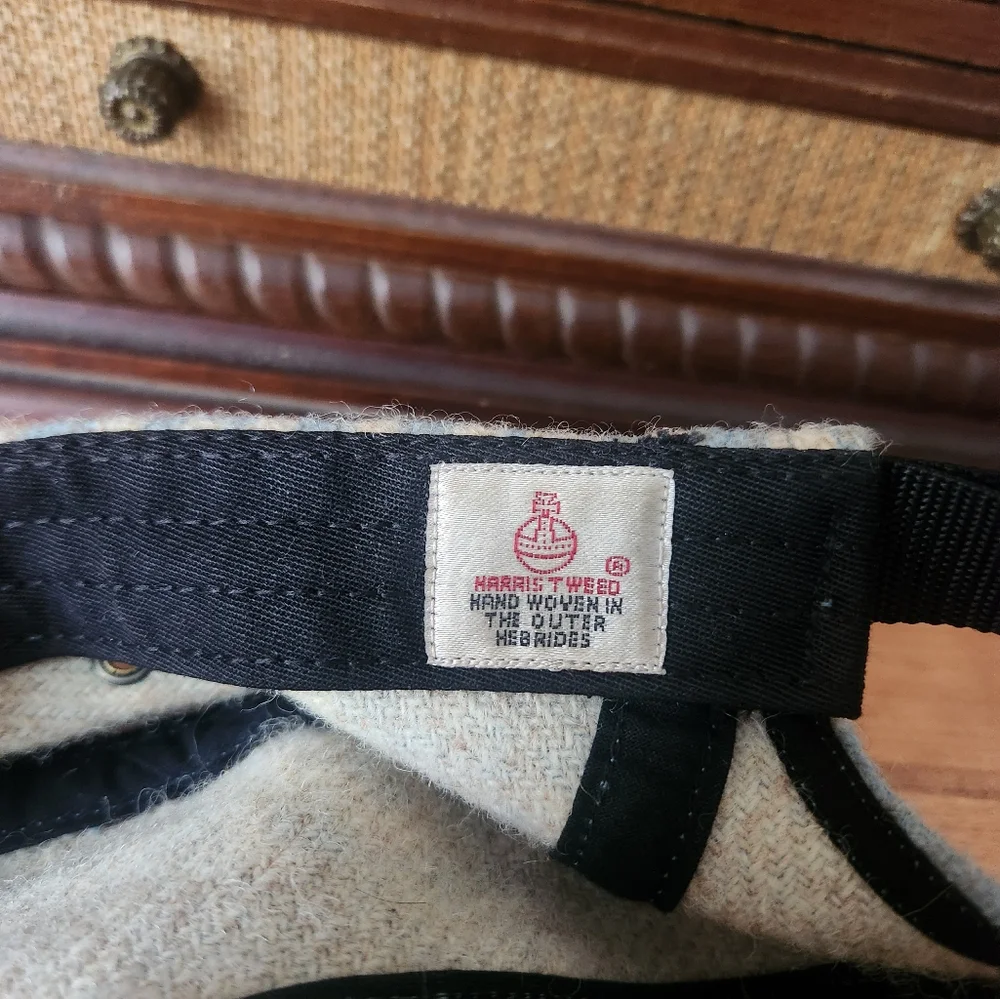 ®
HARRIS TWEED
HAND WOVEN IN
THE OUTER
HEBRIDES